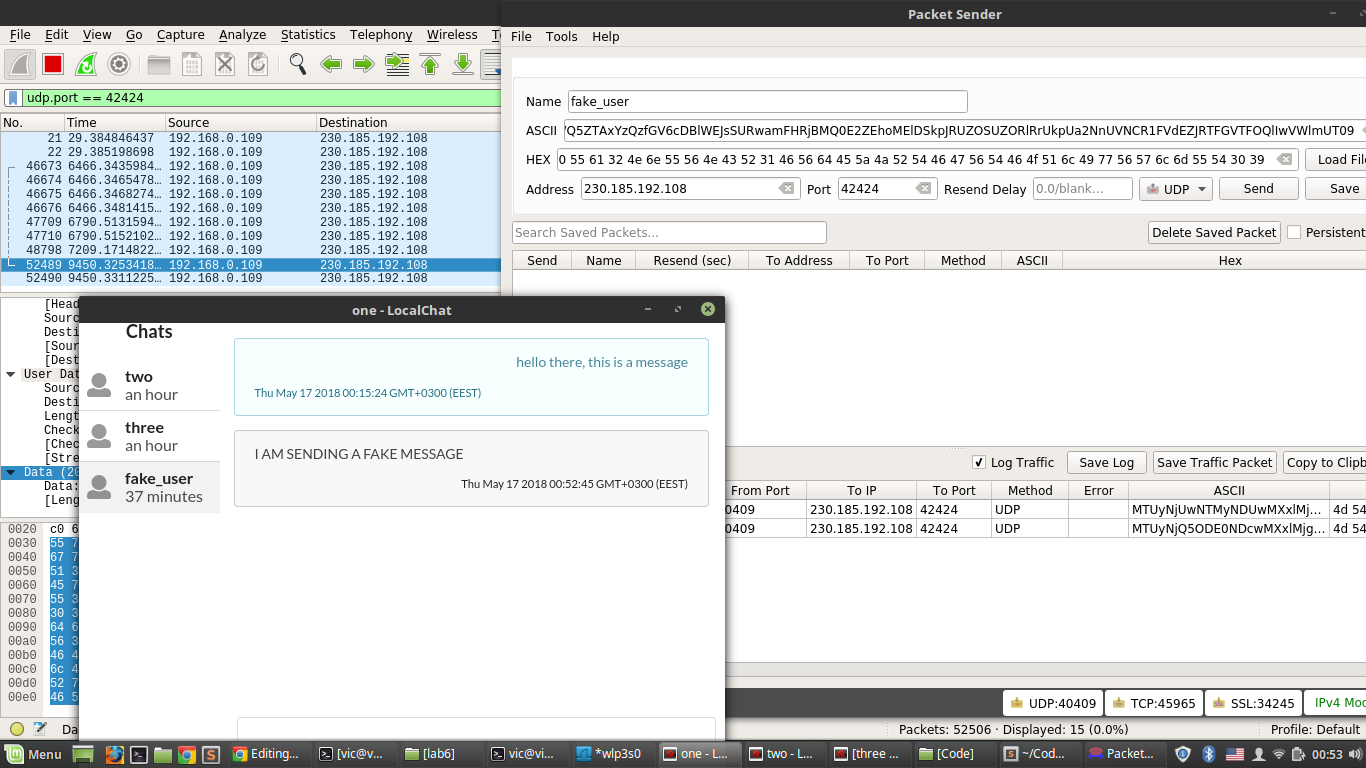 Packet Sender
File Edit View Go Capture Analyze Statistics Telephony Wireless
File Tools Help
udp.port == 42424
Name fake_user
ASCII Q5ZTAxYzQzfGV6cDBlWEJsSURwamFHRjBMQ0E2ZEhoMElDSkpJRUZOSUZORlRrUkpUa2NnUVNCR1FVdEZJRTFGVTFOQlIwVWlmUT09
HEX 0 55 61 32 4e 6e 55 56 4e 43 52 31 46 56 64 45 5a 4a 52 54 46 47 56 54 46 4f 51 6c 49 77 56 57 6c 6d 55 54 30 39 Load File
Address 230.185.192.108 Port 42424 Resend Delay 0.0/blank... UDP Send Save
Search Saved Packets... Delete Saved Packet Persistent
Send Name Resend (sec) To Address To Port Method ASCII Hex
No. Time Source Destination
21 29.384846437 192.168.0.109 230.185.192.108
22 29.385198698 192.168.0.109 230.185.192.108
46673 6466.3435984… 192.168.0.109 230.185.192.108
46674 6466.3465478… 192.168.0.109 230.185.192.108
46675 6466.3468274… 192.168.0.109 230.185.192.108
46676 6466.3481415… 192.168.0.109 230.185.192.108
47709 6790.5131594… 192.168.0.109 230.185.192.108
47710 6790.5152102… 192.168.0.109 230.185.192.108
48798 7209.1714822… 192.168.0.109 230.185.192.108
52489 9450.3253418… 192.168.0.109 230.185.192.108
52490 9450.3311225… 192.168.0.109 230.185.192.108
[Head
Sourc
Desti
[Sour
[Dest
User Dat
Sourc
Desti
Lengt
Check
[Chec
[Stre
Data (20
Data:
[Leng
0020 c0 6
0030 55 7
0040 67 7
0050 51 3
0060 45 7
0070 55 3
0080 30 3
0090 64 6
00a0 56 3
00b0 46 4
00c0 6c 4
00d0 52 7
00e0 46 5
one - LocalChat
Chats
two
an hour
three
an hour
fake_user
37 minutes
hello there, this is a message
Thu May 17 2018 00:15:24 GMT+0300 (EEST)
I AM SENDING A FAKE MESSAGE
Thu May 17 2018 00:52:45 GMT+0300 (EEST)
Log Traffic Save Log Save Traffic Packet Copy to Clipb
From Port To IP To Port Method Error ASCII
0409 230.185.192.108 42424 UDP MTUyNjUwNTMyNDUwMXxlMj... 4d 54
0409 230.185.192.108 42424 UDP MTUyNjQ5ODE0NDcwMXxlMjg... 4d 54
UDP:40409 TCP:45965 SSL:34245 IPv4 Mod
Da
Packets: 52506 · Displayed: 15 (0.0%) Profile: Default
Menu Editing... [vic@v... [lab6] vic@vi... *wlp3s0 one - L... two - L... [three ... [Code] ~/Cod... Packet... 00:53